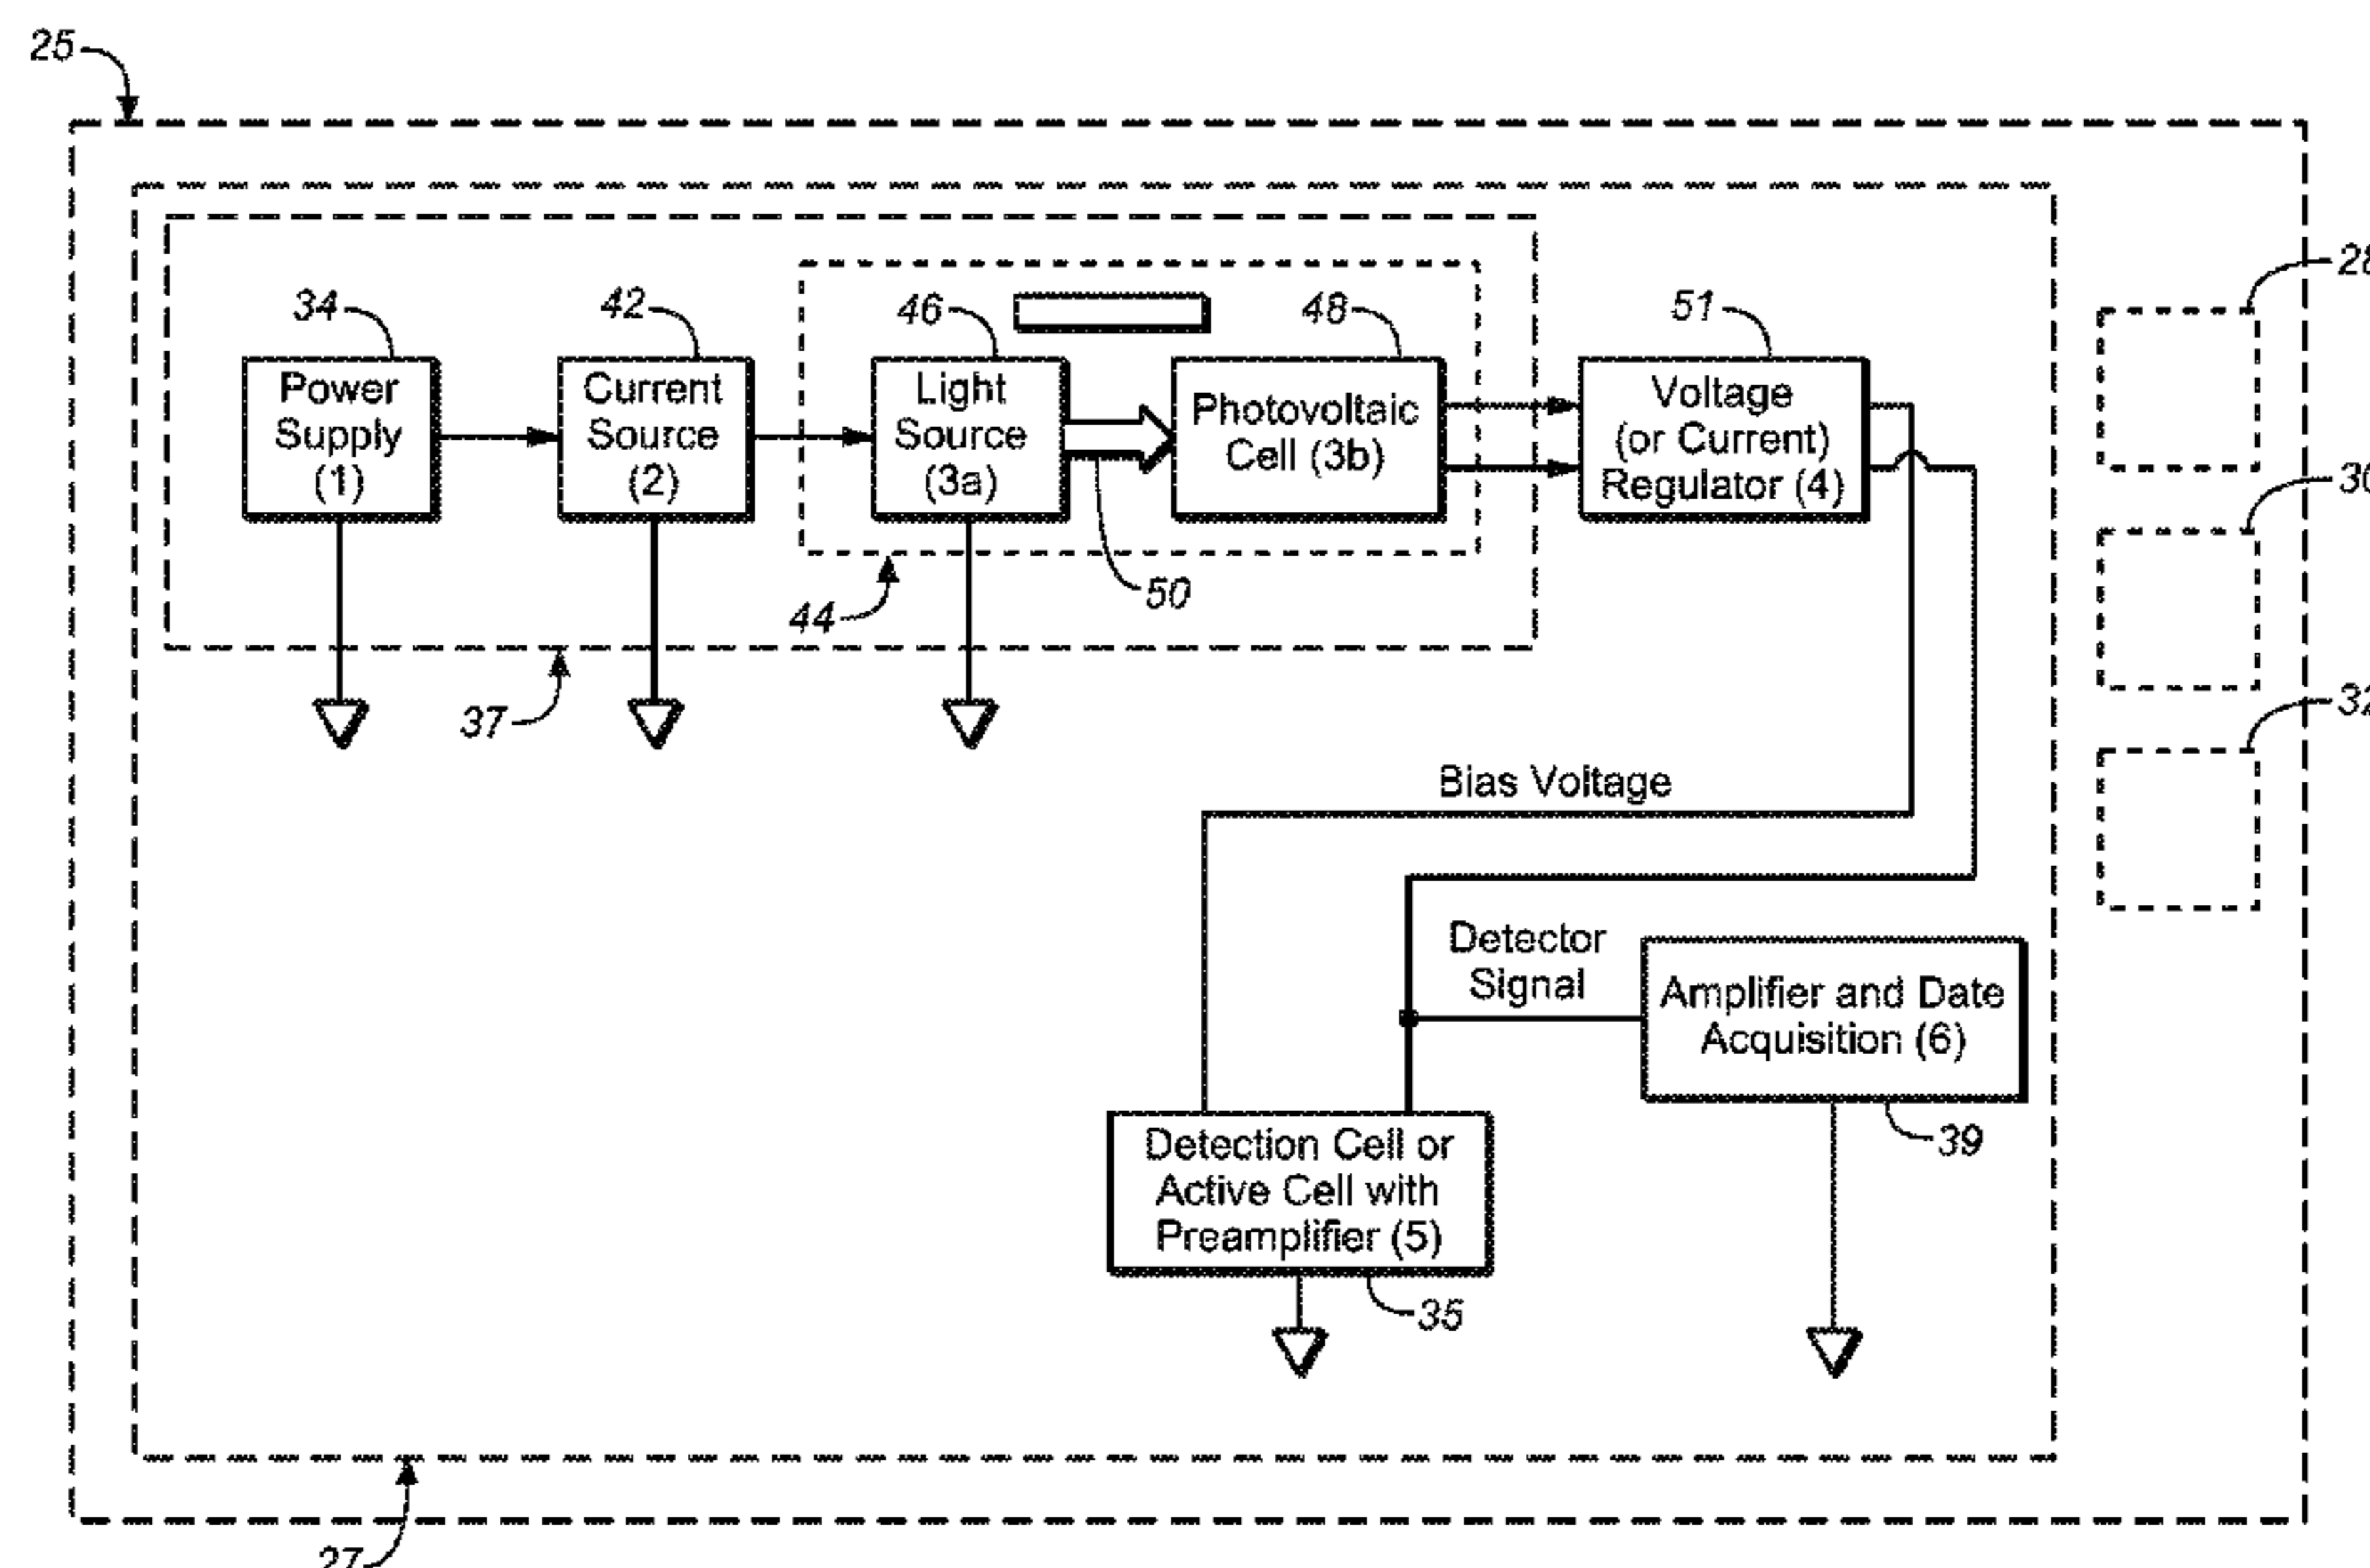 25
28
34
42
46
48
51
Power
Supply
(1)
Current
Source
(2)
Light
Source
(3a)
Photovoltaic
Cell (3b)
Voltage
(or Current)
Regulator (4)
30
50
44
37
32
Bias Voltage
Detector
Signal
Amplifier and Date
Acquisition (6)
39
Detection Cell or
Active Cell with
Preamplifier (5)
35
27